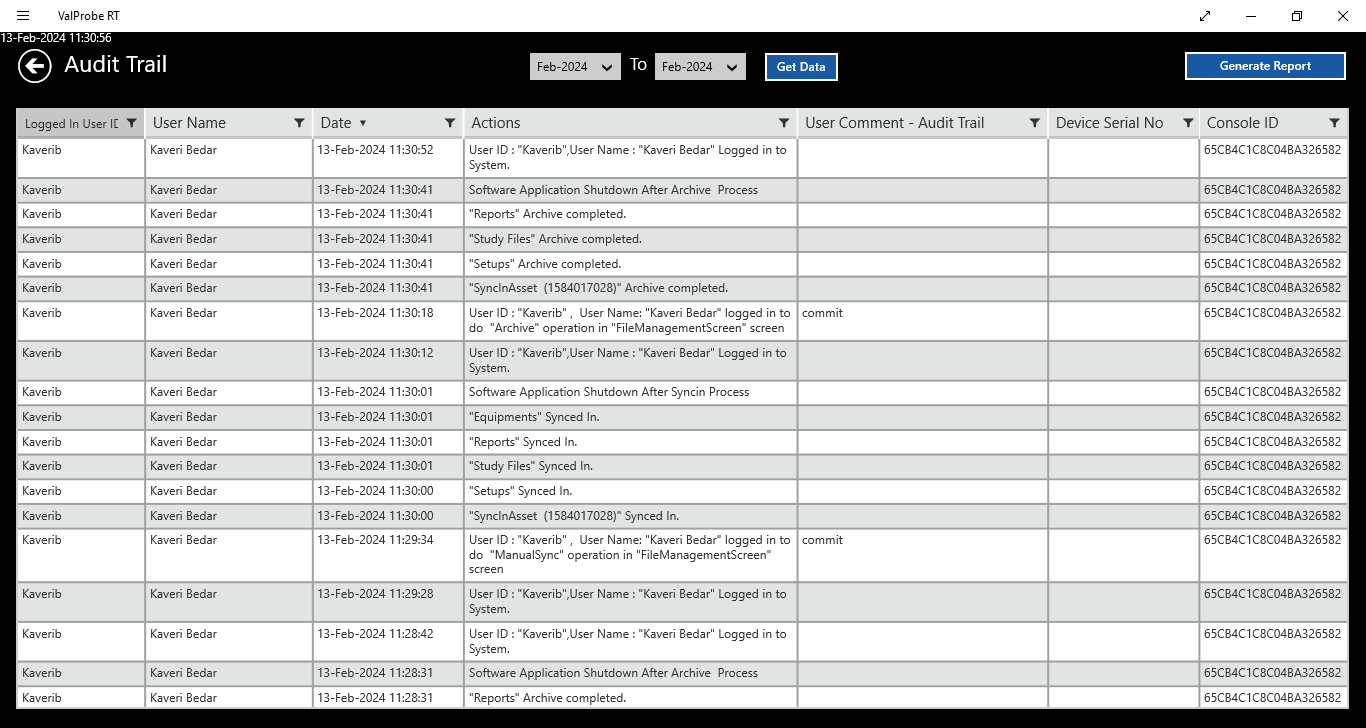 ValProbe RT
13-Feb-2024 11:30:56
Audit Trail
Feb-2024 To Feb-2024 Get Data Generate Report
Logged In User ID User Name Date Actions User Comment - Audit Trail Device Serial No Console ID
Kaverib Kaveri Bedar 13-Feb-2024 11:30:52 User ID : "Kaverib",User Name : "Kaveri Bedar" Logged in to 65CB4C1C8C04BA326582
System.
Kaverib Kaveri Bedar 13-Feb-2024 11:30:41 Software Application Shutdown After Archive  Process 65CB4C1C8C04BA326582
Kaverib Kaveri Bedar 13-Feb-2024 11:30:41 "Reports" Archive completed. 65CB4C1C8C04BA326582
Kaverib Kaveri Bedar 13-Feb-2024 11:30:41 "Study Files" Archive completed. 65CB4C1C8C04BA326582
Kaverib Kaveri Bedar 13-Feb-2024 11:30:41 "Setups" Archive completed. 65CB4C1C8C04BA326582
Kaverib Kaveri Bedar 13-Feb-2024 11:30:41 "SyncInAsset  (1584017028)" Archive completed. 65CB4C1C8C04BA326582
Kaverib Kaveri Bedar 13-Feb-2024 11:30:18 User ID : "Kaverib" ,  User Name: "Kaveri Bedar" logged in to commit 65CB4C1C8C04BA326582
do  "Archive" operation in "FileManagementScreen" screen
Kaverib Kaveri Bedar 13-Feb-2024 11:30:12 User ID : "Kaverib",User Name : "Kaveri Bedar" Logged in to 65CB4C1C8C04BA326582
System.
Kaverib Kaveri Bedar 13-Feb-2024 11:30:01 Software Application Shutdown After Syncin Process 65CB4C1C8C04BA326582
Kaverib Kaveri Bedar 13-Feb-2024 11:30:01 "Equipments" Synced In. 65CB4C1C8C04BA326582
Kaverib Kaveri Bedar 13-Feb-2024 11:30:01 "Reports" Synced In. 65CB4C1C8C04BA326582
Kaverib Kaveri Bedar 13-Feb-2024 11:30:01 "Study Files" Synced In. 65CB4C1C8C04BA326582
Kaverib Kaveri Bedar 13-Feb-2024 11:30:00 "Setups" Synced In. 65CB4C1C8C04BA326582
Kaverib Kaveri Bedar 13-Feb-2024 11:30:00 "SyncInAsset  (1584017028)" Synced In. 65CB4C1C8C04BA326582
Kaverib Kaveri Bedar 13-Feb-2024 11:29:34 User ID : "Kaverib" ,  User Name: "Kaveri Bedar" logged in to commit 65CB4C1C8C04BA326582
do  "ManualSync" operation in "FileManagementScreen"
screen
Kaverib Kaveri Bedar 13-Feb-2024 11:29:28 User ID : "Kaverib",User Name : "Kaveri Bedar" Logged in to 65CB4C1C8C04BA326582
System.
Kaverib Kaveri Bedar 13-Feb-2024 11:28:42 User ID : "Kaverib",User Name : "Kaveri Bedar" Logged in to 65CB4C1C8C04BA326582
System.
Kaverib Kaveri Bedar 13-Feb-2024 11:28:31 Software Application Shutdown After Archive  Process 65CB4C1C8C04BA326582
Kaverib Kaveri Bedar 13-Feb-2024 11:28:31 "Reports" Archive completed. 65CB4C1C8C04BA326582